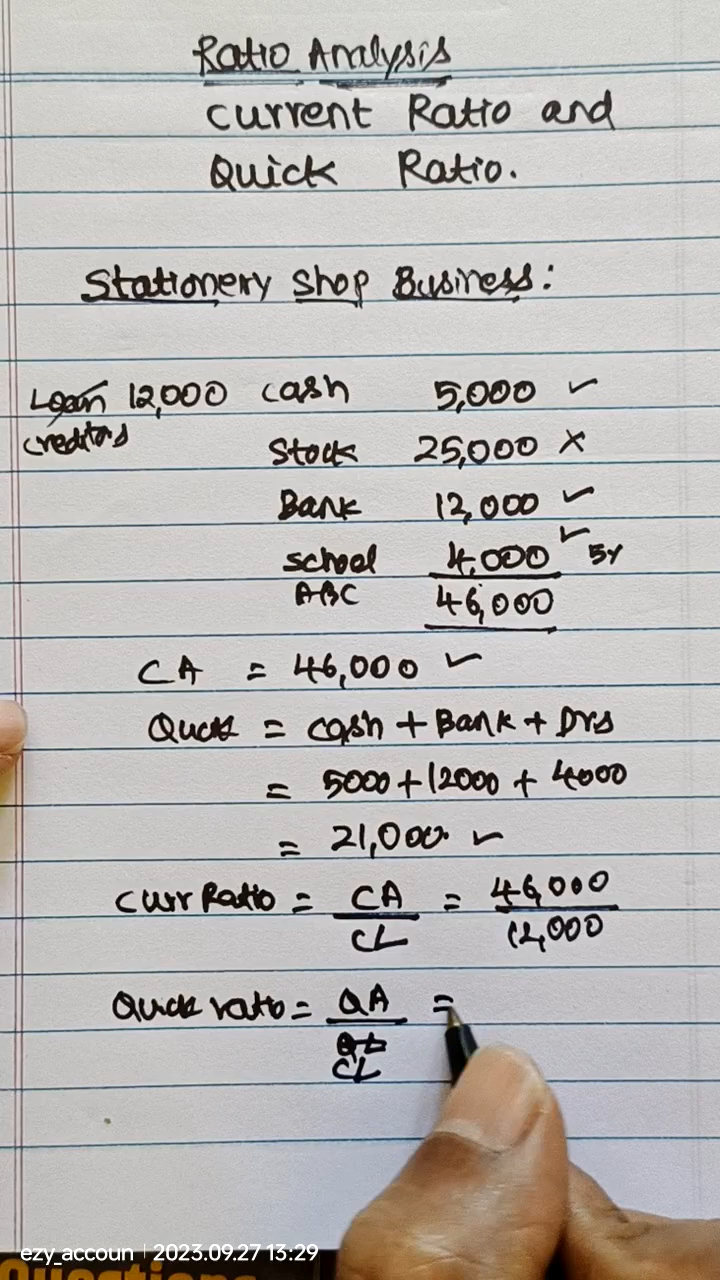 Ratio Analysis
Current Ratio and
Quick Ratio.
Stationery Shop Business:
Loan 12,000 Cash 5,000 ✓
Creditors
Stock 25,000 ×
Bank 12,000 ✓
School 4,000 ✓ 5Y
ABC 46,000
CA = 46,000 ✓
Quck = Cash + Bank + Drs
= 5000 + 12000 + 4000
= 21,000 ✓
Curr Ratio = CA / CL = 46,000 / 12,000
Quick ratio = QA / CL =
ezy_accoun | 2023.09.27 13:29
Questions